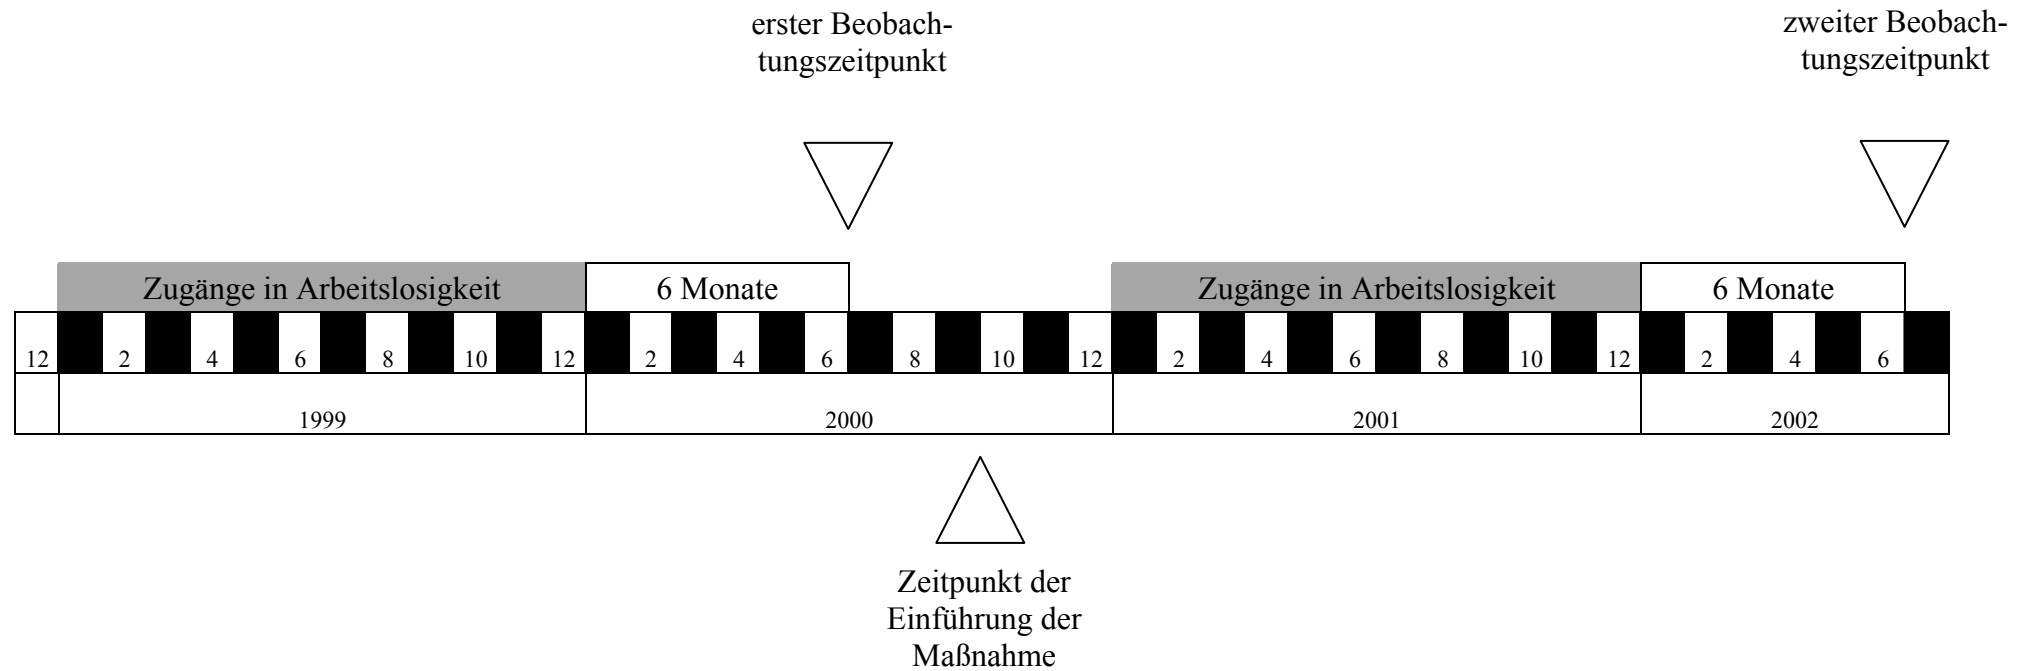 erster Beobach-
tungszeitpunkt
zweiter Beobach-
tungszeitpunkt
Zugänge in Arbeitslosigkeit
6 Monate
Zugänge in Arbeitslosigkeit
6 Monate
12 2 4 6 8 10 12 2 4 6 8 10 12 2 4 6 8 10 12 2 4 6
1999 2000 2001 2002
Zeitpunkt der
Einführung der
Maßnahme